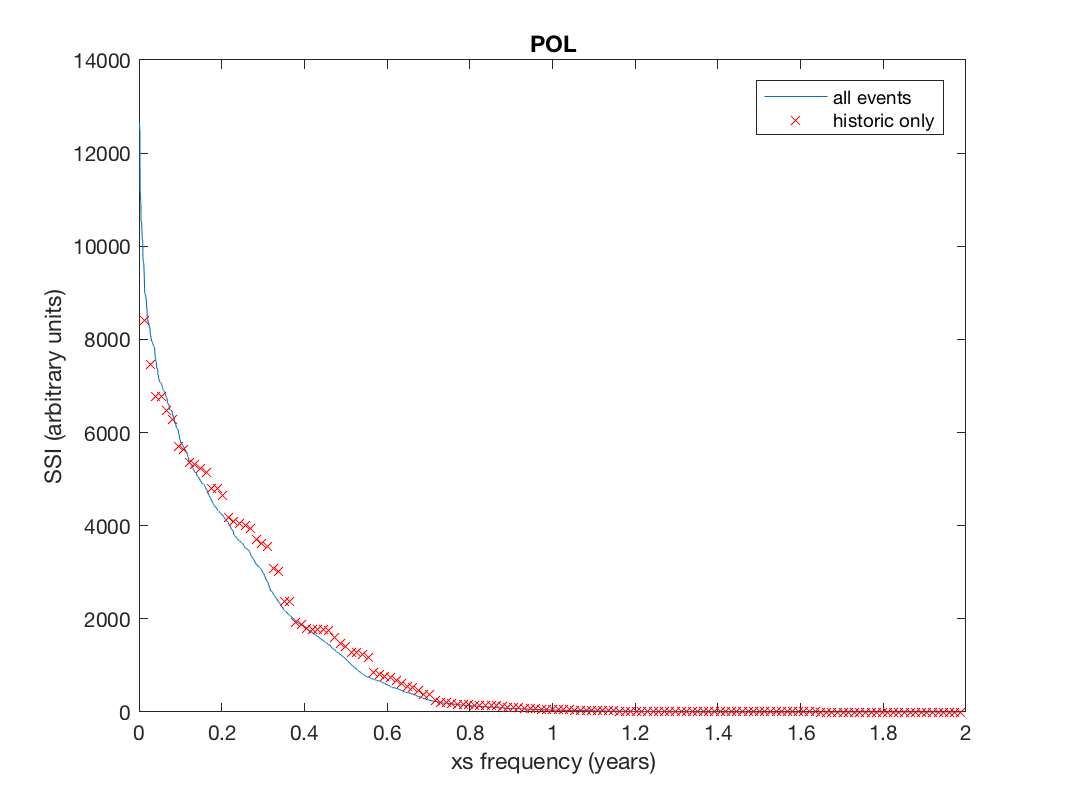 POL
14000
12000
10000
8000
6000
4000
2000
0
SSI (arbitrary units)
all events
historic only
0 0.2 0.4 0.6 0.8 1 1.2 1.4 1.6 1.8 2
xs frequency (years)